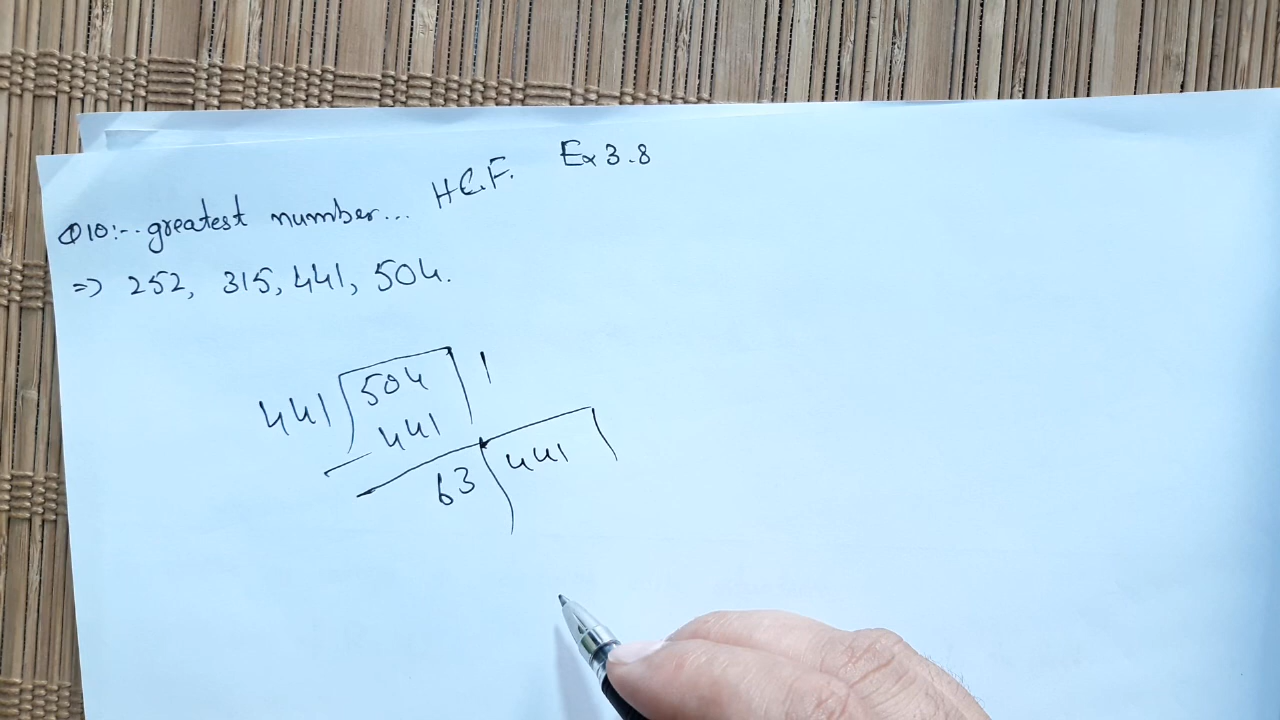 Ex 3.8
H.C.F.
Q10:-- greatest number...
=> 252, 315, 441, 504.
441 504 1
441
63 441